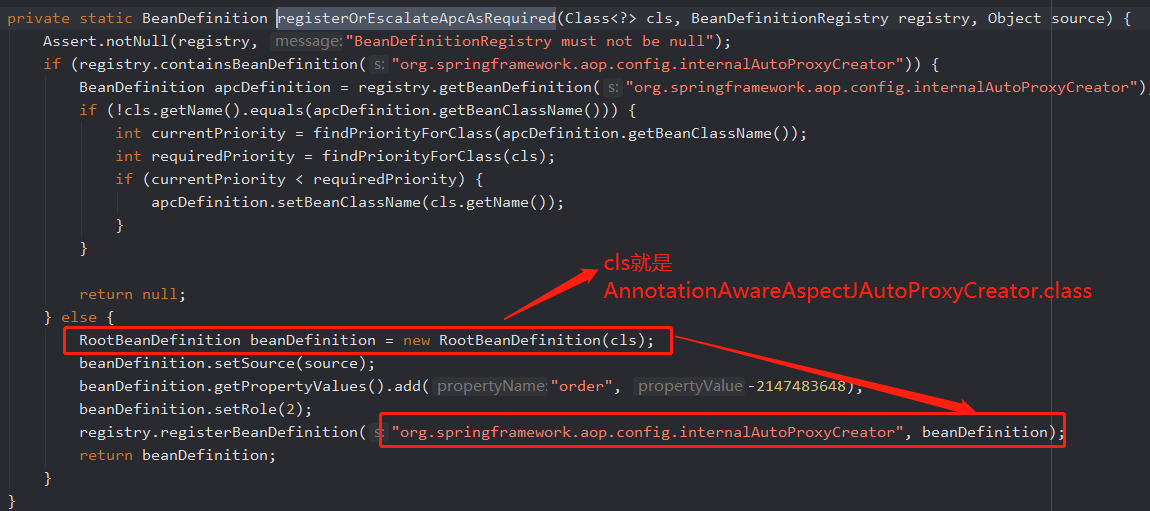 private static BeanDefinition registerOrEscalateApcAsRequired(Class<?> cls, BeanDefinitionRegistry registry, Object source) {
Assert.notNull(registry, message: "BeanDefinitionRegistry must not be null");
if (registry.containsBeanDefinition( s: "org.springframework.aop.config.internalAutoProxyCreator")) {
BeanDefinition apcDefinition = registry.getBeanDefinition( s: "org.springframework.aop.config.internalAutoProxyCreator");
if (!cls.getName().equals(apcDefinition.getBeanClassName())) {
int currentPriority = findPriorityForClass(apcDefinition.getBeanClassName());
int requiredPriority = findPriorityForClass(cls);
if (currentPriority < requiredPriority) {
apcDefinition.setBeanClassName(cls.getName());
}
}
cls就是
AnnotationAwareAspectJAutoProxyCreator.class
return null;
} else {
RootBeanDefinition beanDefinition = new RootBeanDefinition(cls);
beanDefinition.setSource(source);
beanDefinition.getPropertyValues().add( propertyName: "order", propertyValue -2147483648);
beanDefinition.setRole(2);
registry.registerBeanDefinition( s: "org.springframework.aop.config.internalAutoProxyCreator", beanDefinition);
return beanDefinition;
}
}